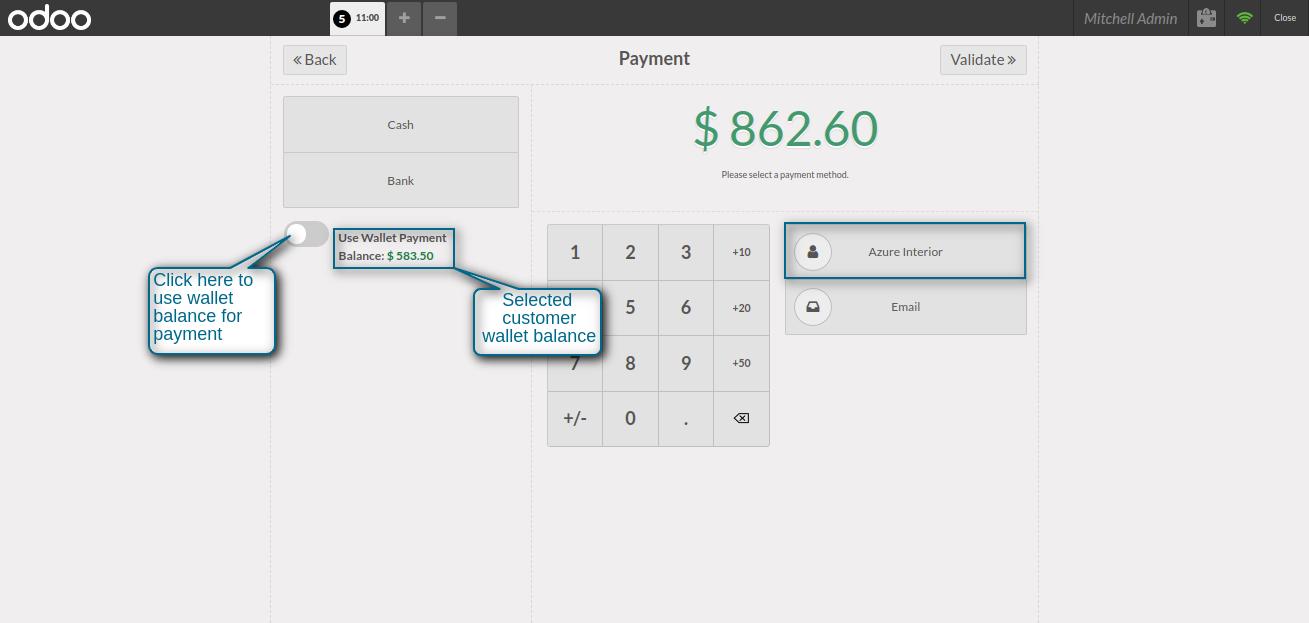 odoo
5 11:00
Mitchell Admin
Close
Back
Payment
Validate
Cash
Bank
$ 862.60
Please select a payment method.
Use Wallet Payment
Balance: $ 583.50
Click here to
use wallet
balance for
payment
Selected
customer
wallet balance
1 2 3 +10
5 6 +20
7 8 9 +50
+/- 0 .
Azure Interior
Email